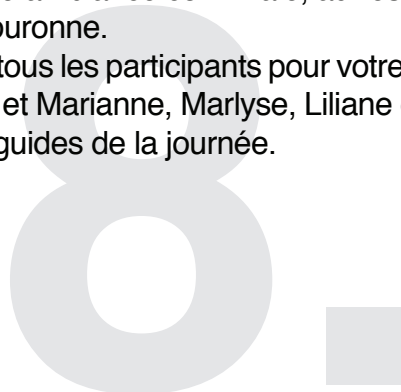 ouronne.
tous les participants pour votre
et Marianne, Marlyse, Liliane
guides de la journée.
8.